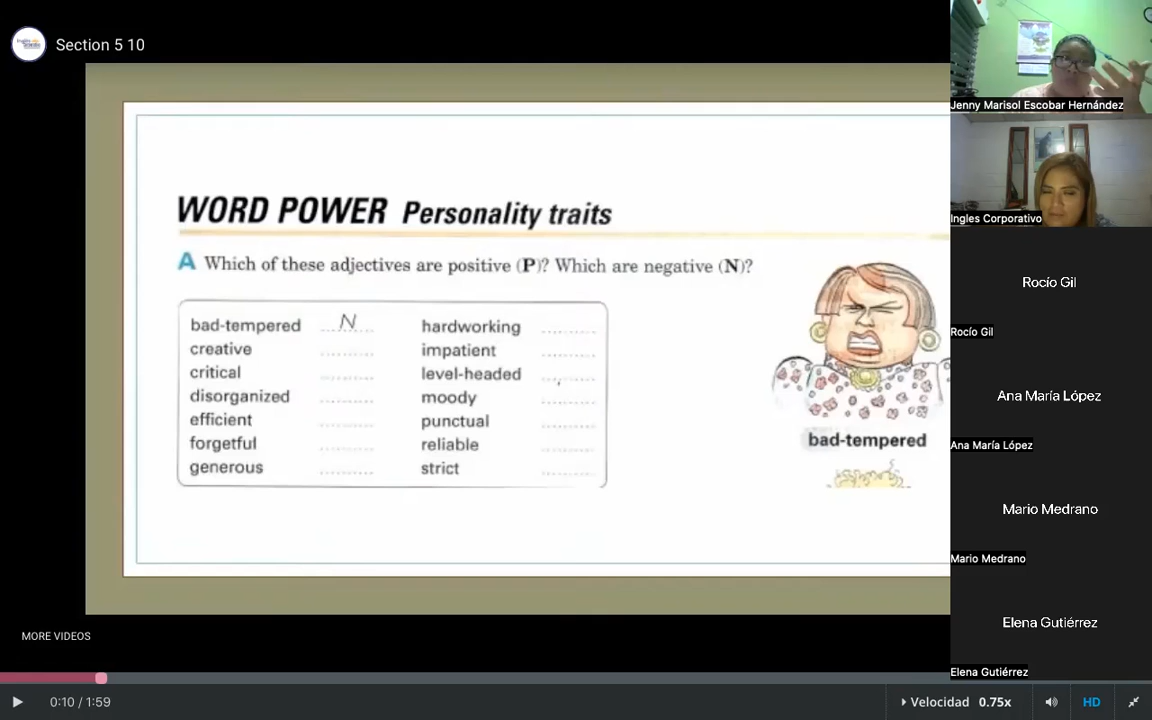 Section 5 10
WORD POWER Personality traits
A Which of these adjectives are positive (P)? Which are negative (N)?
bad-tempered N
creative
critical
disorganized
efficient
forgetful
generous
hardworking
impatient
level-headed
moody
punctual
reliable
strict
bad-tempered
MORE VIDEOS
0:10 / 1:59
Velocidad 0.75x
HD
Jenny Marisol Escobar Hernández
Ingles Corporativo
Rocío Gil
Rocío Gil
Ana María López
Ana María López
Mario Medrano
Mario Medrano
Elena Gutiérrez
Elena Gutiérrez